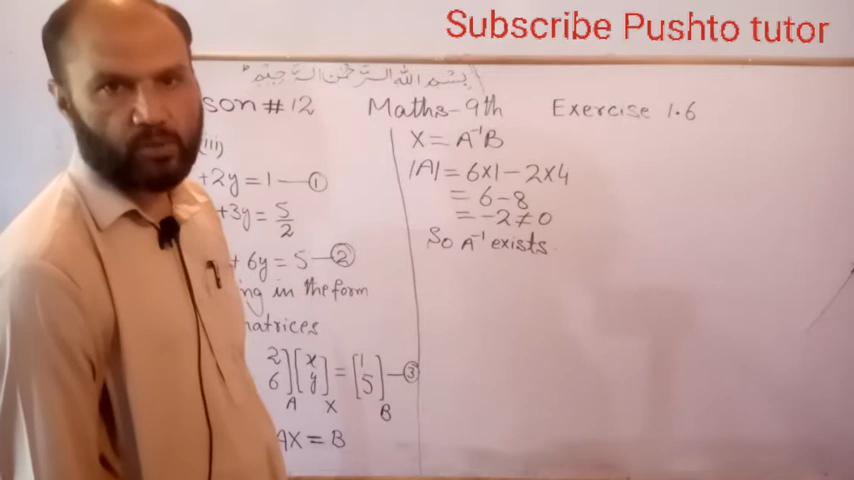 Subscribe Pushto tutor
بسم الله الرحمن الرحيم
son #12 Maths-9th Exercise 1.6
(iii)
+2y=1—①
+3y=5/2
+6y=5—②
ng in the form
matrices
2][x]=[1]—③
6][y] [5]
A X B
AX=B
X=A⁻¹B
|A|=6×1-2×4
=6-8
=-2≠0
So A⁻¹ exists.